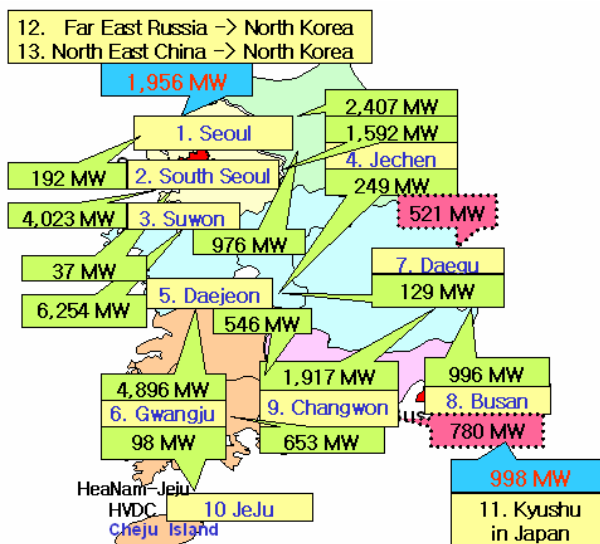 12. Far East Russia -> North Korea
13. North East China -> North Korea
1,956 MW
2,407 MW
1. Seoul
1,592 MW
4. Jechen
192 MW
2. South Seoul
249 MW
4,023 MW
3. Suwon
521 MW
976 MW
37 MW
7. Daegu
6,254 MW
5. Daejeon
129 MW
546 MW
4,896 MW
1,917 MW
996 MW
6. Gwangju
9. Changwon
8. Busan
98 MW
653 MW
780 MW
HeaNam-Jeju
HVDC
10 JeJu
Cheju Island
998 MW
11. Kyushu
in Japan